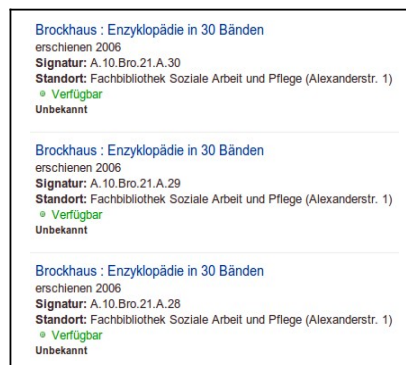 Brockhaus : Enzyklopädie in 30 Bänden
erschienen 2006
Signatur: A.10.Bro.21.A.30
Standort: Fachbibliothek Soziale Arbeit und Pflege (Alexanderstr. 1)
Verfügbar
Unbekannt
Brockhaus : Enzyklopädie in 30 Bänden
erschienen 2006
Signatur: A.10.Bro.21.A.29
Standort: Fachbibliothek Soziale Arbeit und Pflege (Alexanderstr. 1)
Verfügbar
Unbekannt
Brockhaus : Enzyklopädie in 30 Bänden
erschienen 2006
Signatur: A.10.Bro.21.A.28
Standort: Fachbibliothek Soziale Arbeit und Pflege (Alexanderstr. 1)
Verfügbar
Unbekannt